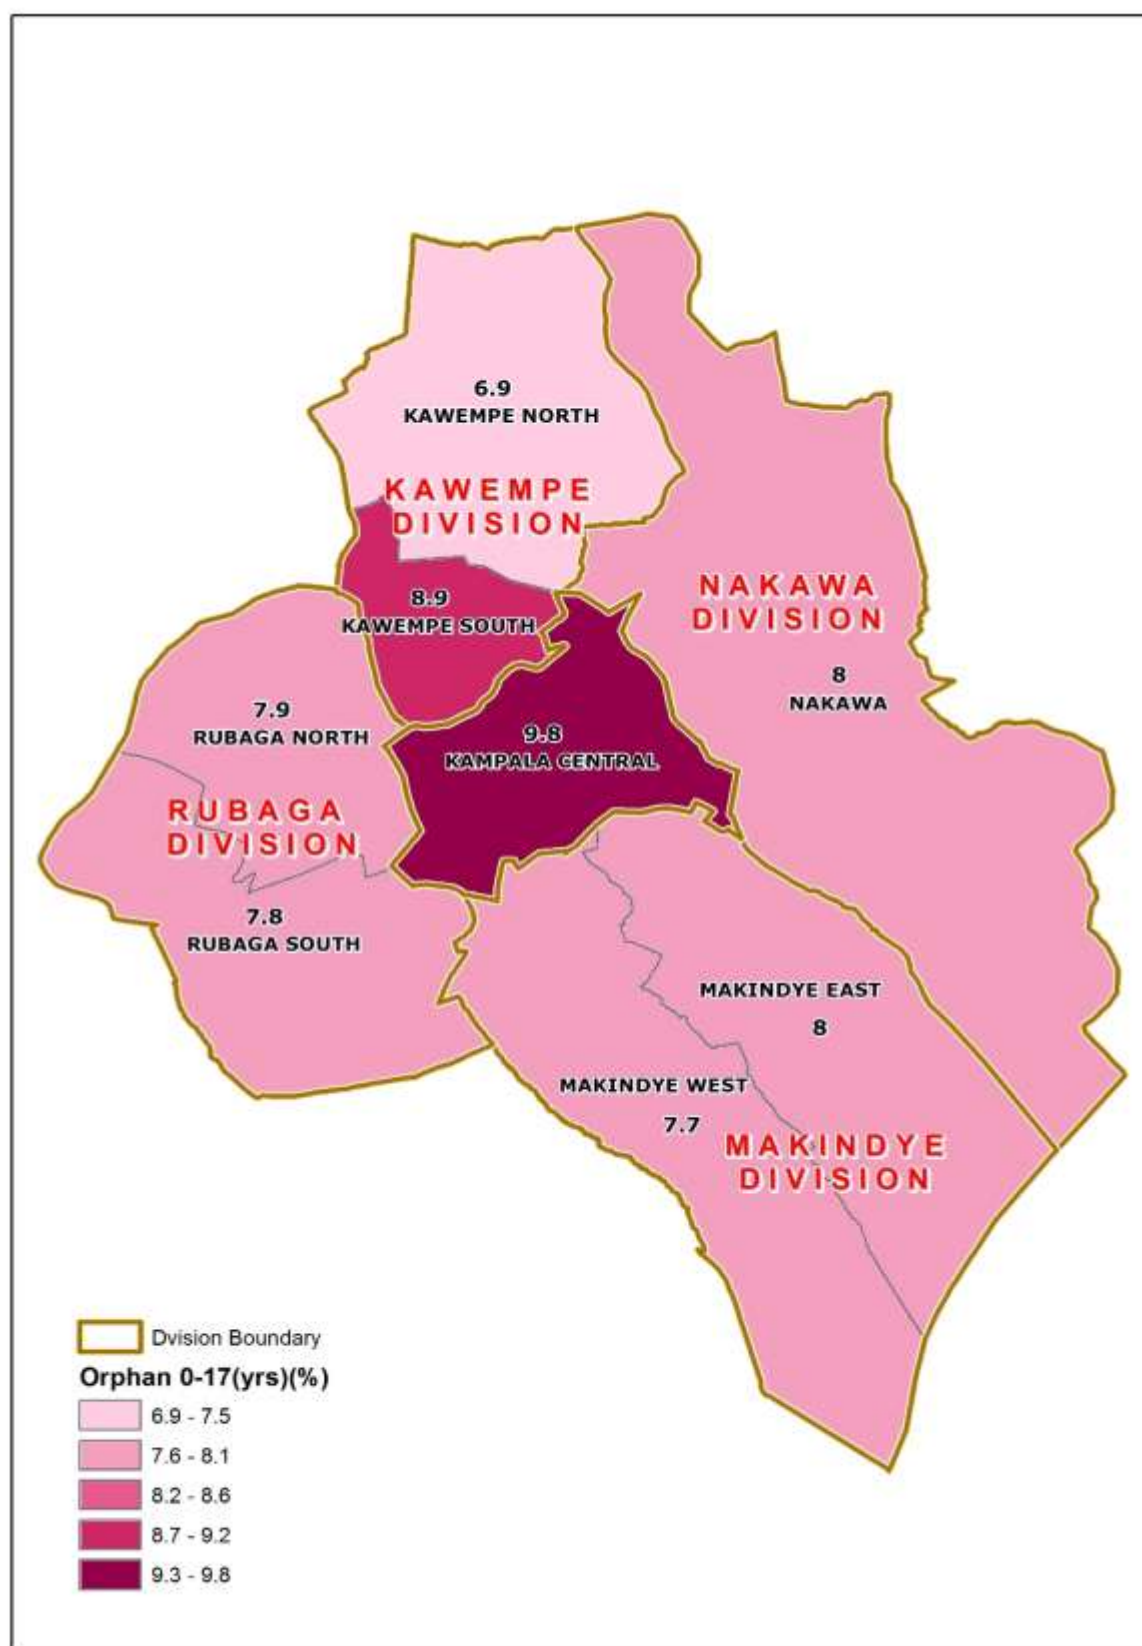 6.9
KAWEMPE NORTH
KAWEMPE
DIVISION
8.9
KAWEMPE SOUTH
NAKAWA
DIVISION
8
NAKAWA
7.9
RUBAGA NORTH
9.8
KAMPALA CENTRAL
RUBAGA
DIVISION
7.8
RUBAGA SOUTH
MAKINDYE EAST
8
MAKINDYE WEST
7.7
MAKINDYE
DIVISION
Dvision Boundary
Orphan 0-17(yrs)(%)
6.9 - 7.5
7.6 - 8.1
8.2 - 8.6
8.7 - 9.2
9.3 - 9.8